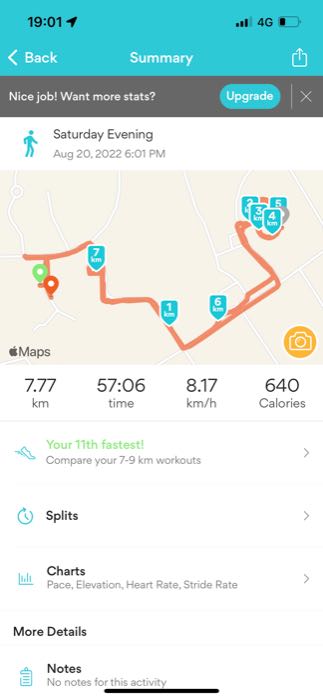 19:01
4G
Back
Summary
Nice job! Want more stats?
Upgrade
Saturday Evening
Aug 20, 2022 6:01 PM
2
5
3
km
4
km
7
km
1
km
6
km
Maps
7.77
57:06
8.17
640
km
time
km/h
Calories
Your 11th fastest!
Compare your 7-9 km workouts
Splits
Charts
Pace, Elevation, Heart Rate, Stride Rate
More Details
Notes
No notes for this activity